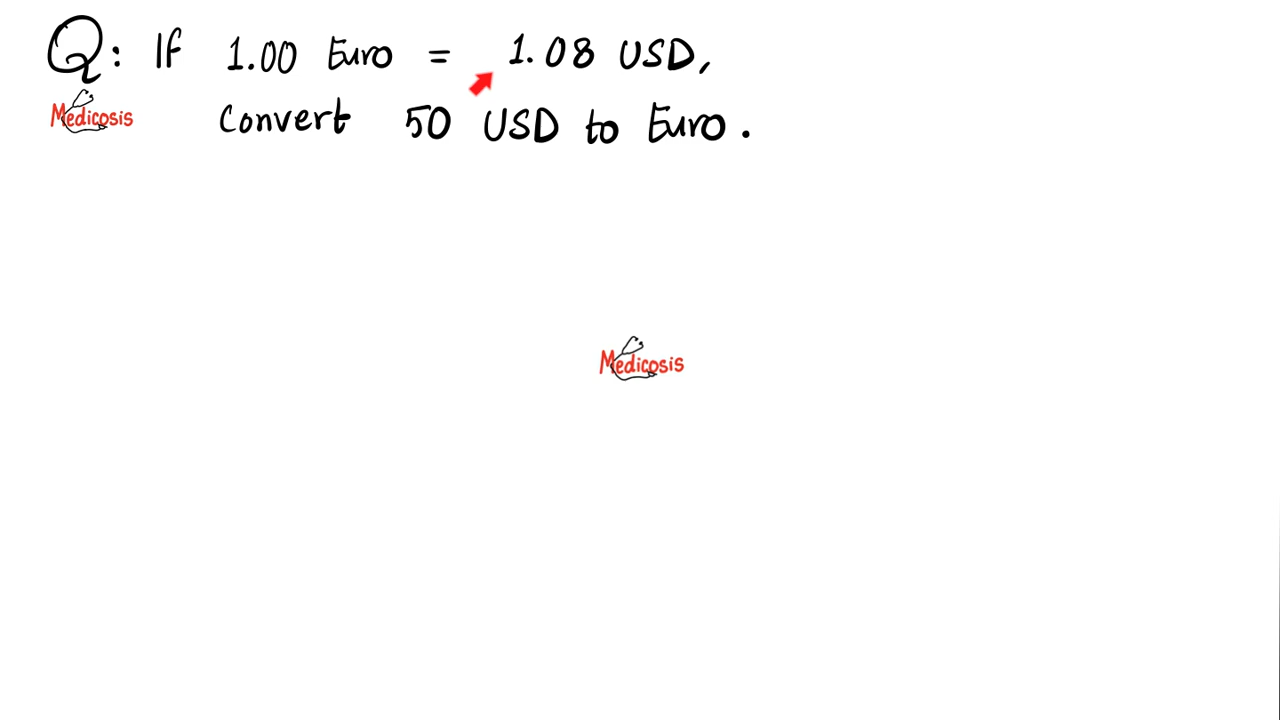 Q: If 1.00 Euro = 1.08 USD,
Medicosis
Convert 50 USD to Euro.
Medicosis